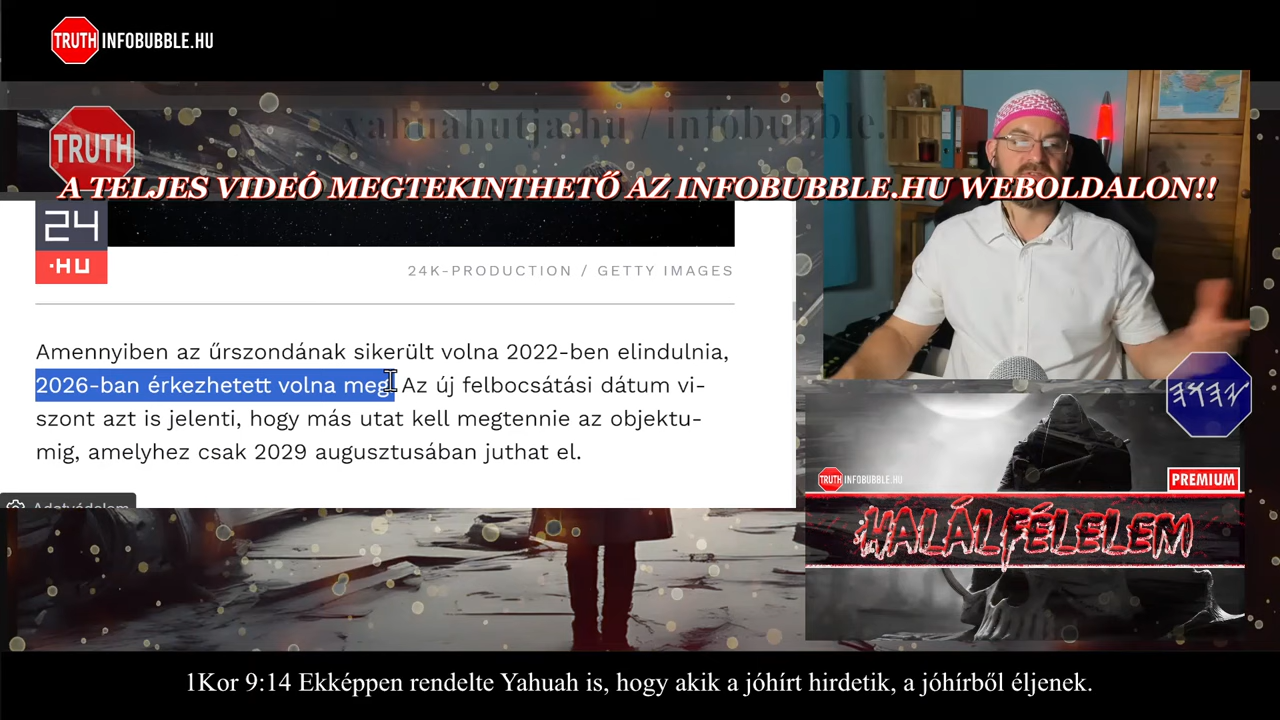 TRUTH INFOBUBBLE.HU
yahuahutja.hu / infobubble.hu
TRUTH
A TELJES VIDEÓ MEGTEKINTHETŐ AZ INFOBUBBLE.HU WEBOLDALON!!
24
.HU
24K-PRODUCTION / GETTY IMAGES
Amennyiben az űrszondának sikerült volna 2022-ben elindulnia,
2026-ban érkezhetett volna meg. Az új felbocsátási dátum vi-
szont azt is jelenti, hogy más utat kell megtennie az objektu-
mig, amelyhez csak 2029 augusztusában juthat el.
Adatvédelem
𐤉𐤄𐤅𐤄
TRUTH INFOBUBBLE.HU
PREMIUM
HALÁLFÉLELEM
1Kor 9:14 Ekképpen rendelte Yahuah is, hogy akik a jóhírt hirdetik, a jóhírből éljenek.